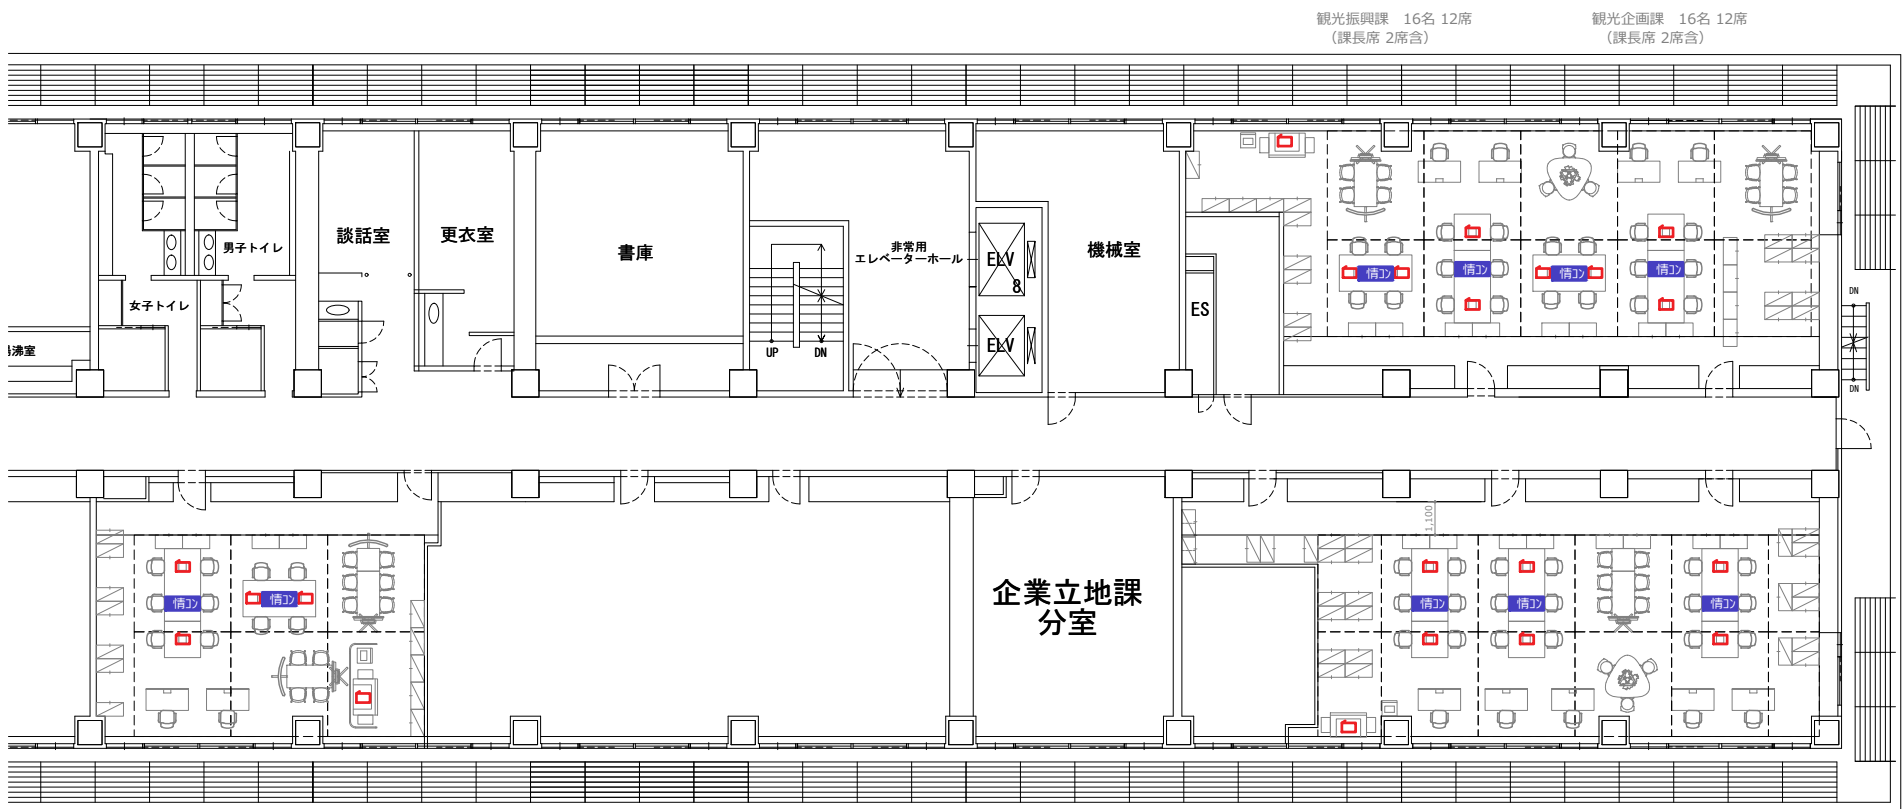 観光振興課　16名 12席
（課長席 2席含）
観光企画課　16名 12席
（課長席 2席含）
談話室
更衣室
書庫
非常用
エレベーターホール
ELV
8
ELV
機械室
ES
男子トイレ
女子トイレ
沸室
UP
DN
情コン
情コン
情コン
情コン
DN
DN
1,100
企業立地課
分室
情コン
情コン
情コン
情コン
情コン